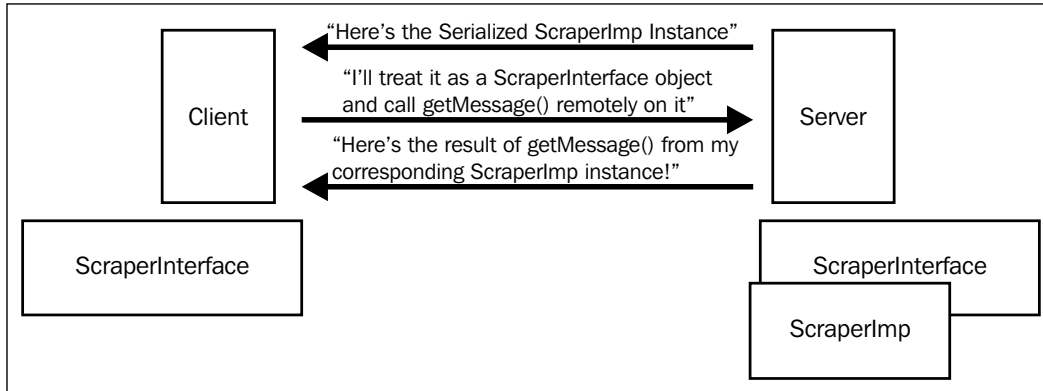 “Here’s the Serialized ScraperImp Instance”
“I’ll treat it as a ScraperInterface object
and call getMessage() remotely on it”
“Here’s the result of getMessage() from my
corresponding ScraperImp instance!”
Client
Server
ScraperInterface
ScraperInterface
ScraperImp